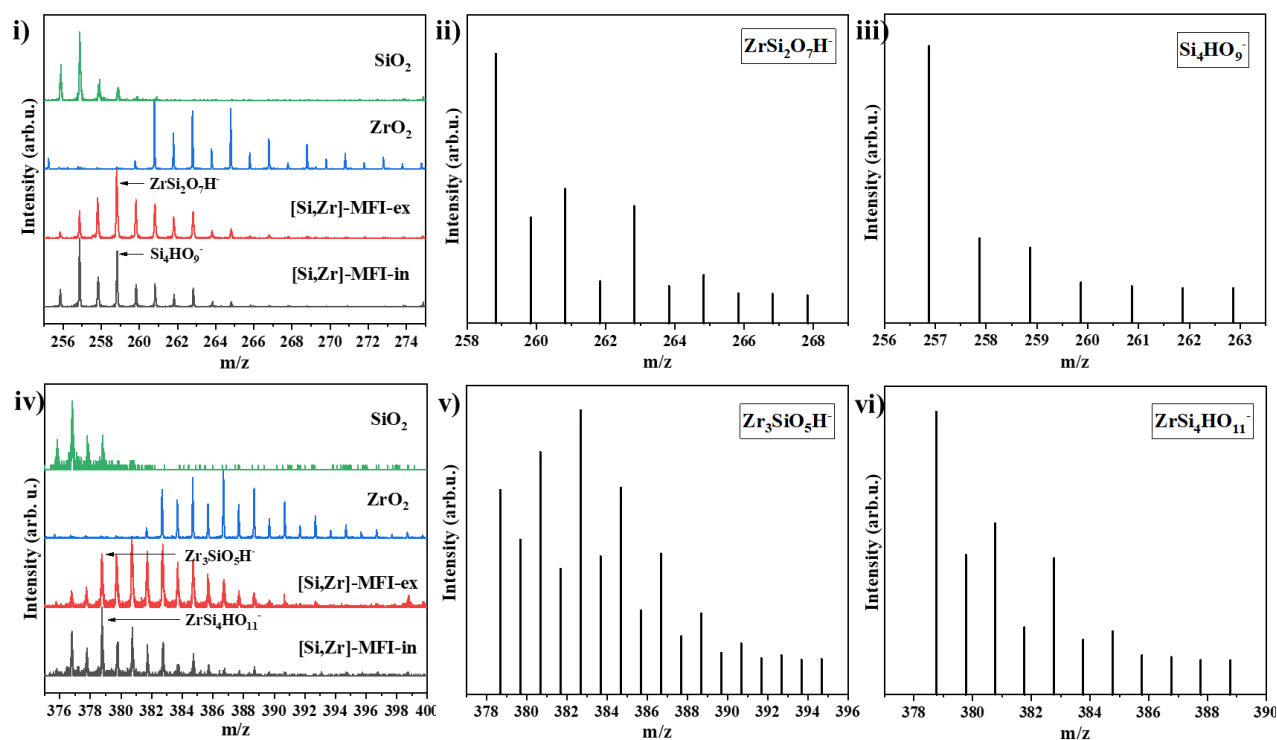 i)
SiO2
ZrO2
ZrSi2O7H-
[Si,Zr]-MFI-ex
Si4HO9-
[Si,Zr]-MFI-in
Intensity (arb.u.)
256 258 260 262 264 266 268 270 272 274
m/z
ii)
ZrSi2O7H-
Intensity (arb.u.)
260 262 264 266 268
m/z
iii)
Si4HO9-
Intensity (arb.u.)
256 257 258 259 260 261 262 263
m/z
iv)
SiO2
ZrO2
Zr3SiO5H-
[Si,Zr]-MFI-ex
ZrSi4HO11-
[Si,Zr]-MFI-in
Intensity (arb. u.)
376 378 380 382 384 386 388 390 392 394 396 398 400
m/z
v)
Zr3SiO5H-
Intensity (arb.u.)
378 380 382 384 386 388 390 392 394 396
m/z
vi)
ZrSi4HO11-
Intensity (arb.u.)
378 380 382 384 386 388 390
m/z